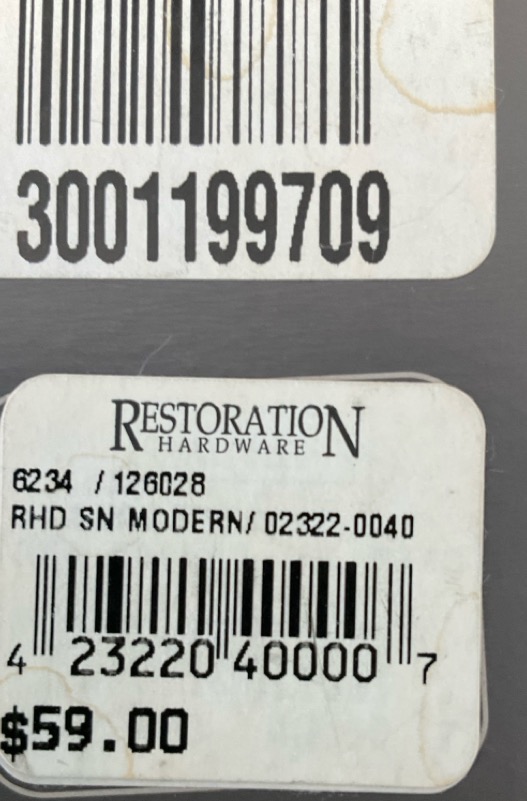 3001199709
RESTORATION
HARDWARE
6234 / 126028
RHD SN MODERN/ 02322-0040
4 23220 40000 7
$59.00